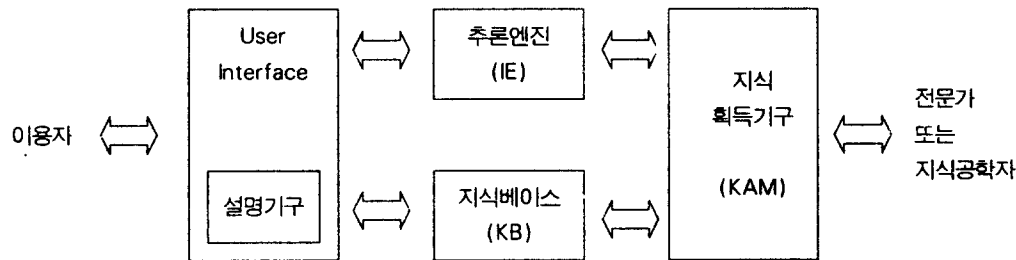 이용자
User
Interface
설명기구
추론엔진
(IE)
지식베이스
(KB)
지식
획득기구
(KAM)
전문가
또는
지식공학자